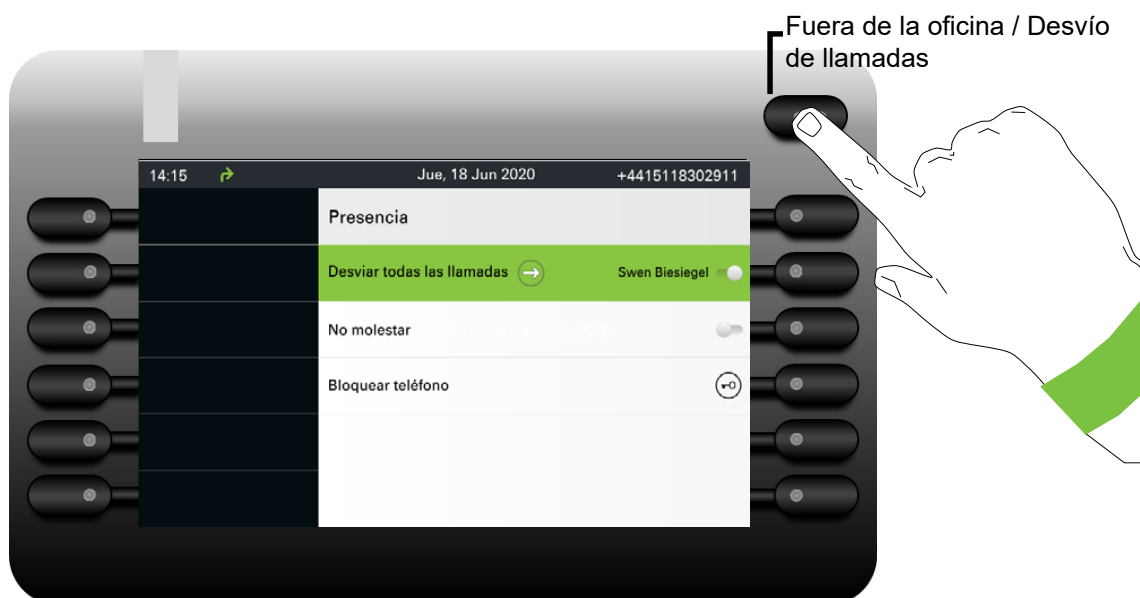 Fuera de la oficina / Desvío
de llamadas
14:15 Jue, 18 Jun 2020 +4415118302911
Presencia
Desviar todas las llamadas Swen Biesiegel
No molestar
Bloquear teléfono